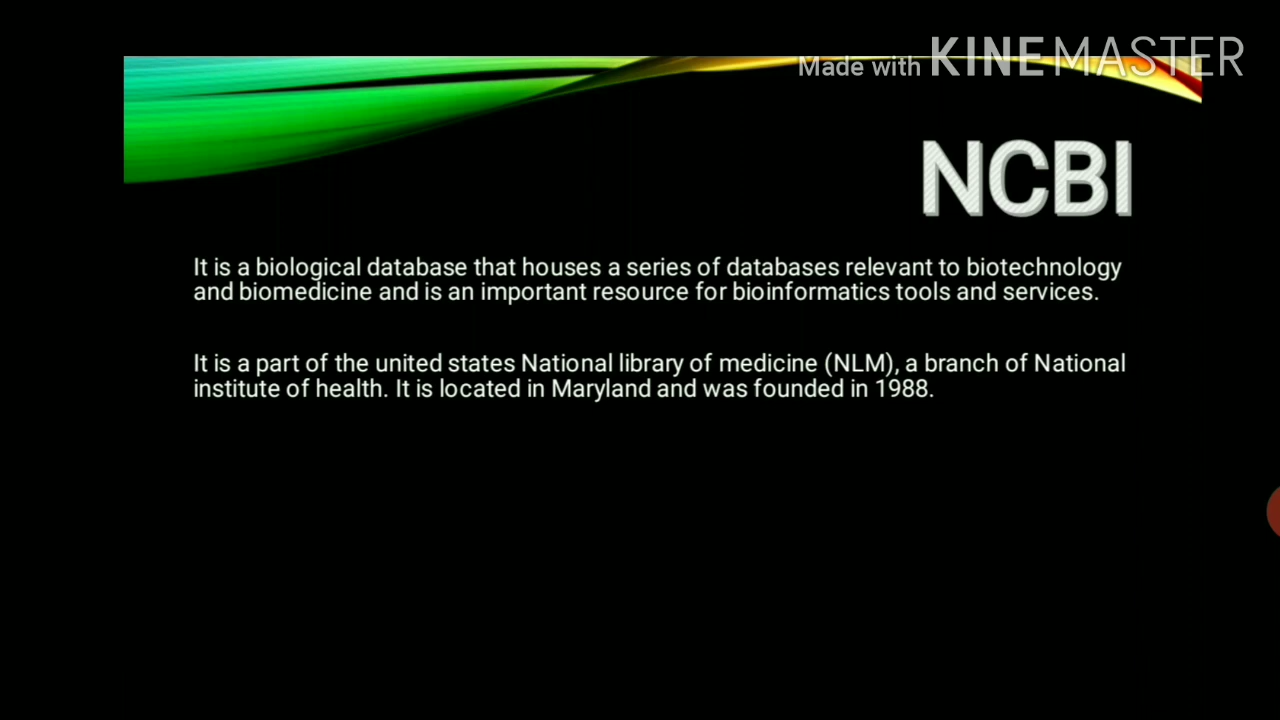 Made with KINEMASTER
NCBI
It is a biological database that houses a series of databases relevant to biotechnology
and biomedicine and is an important resource for bioinformatics tools and services.
It is a part of the united states National library of medicine (NLM), a branch of National
institute of health. It is located in Maryland and was founded in 1988.